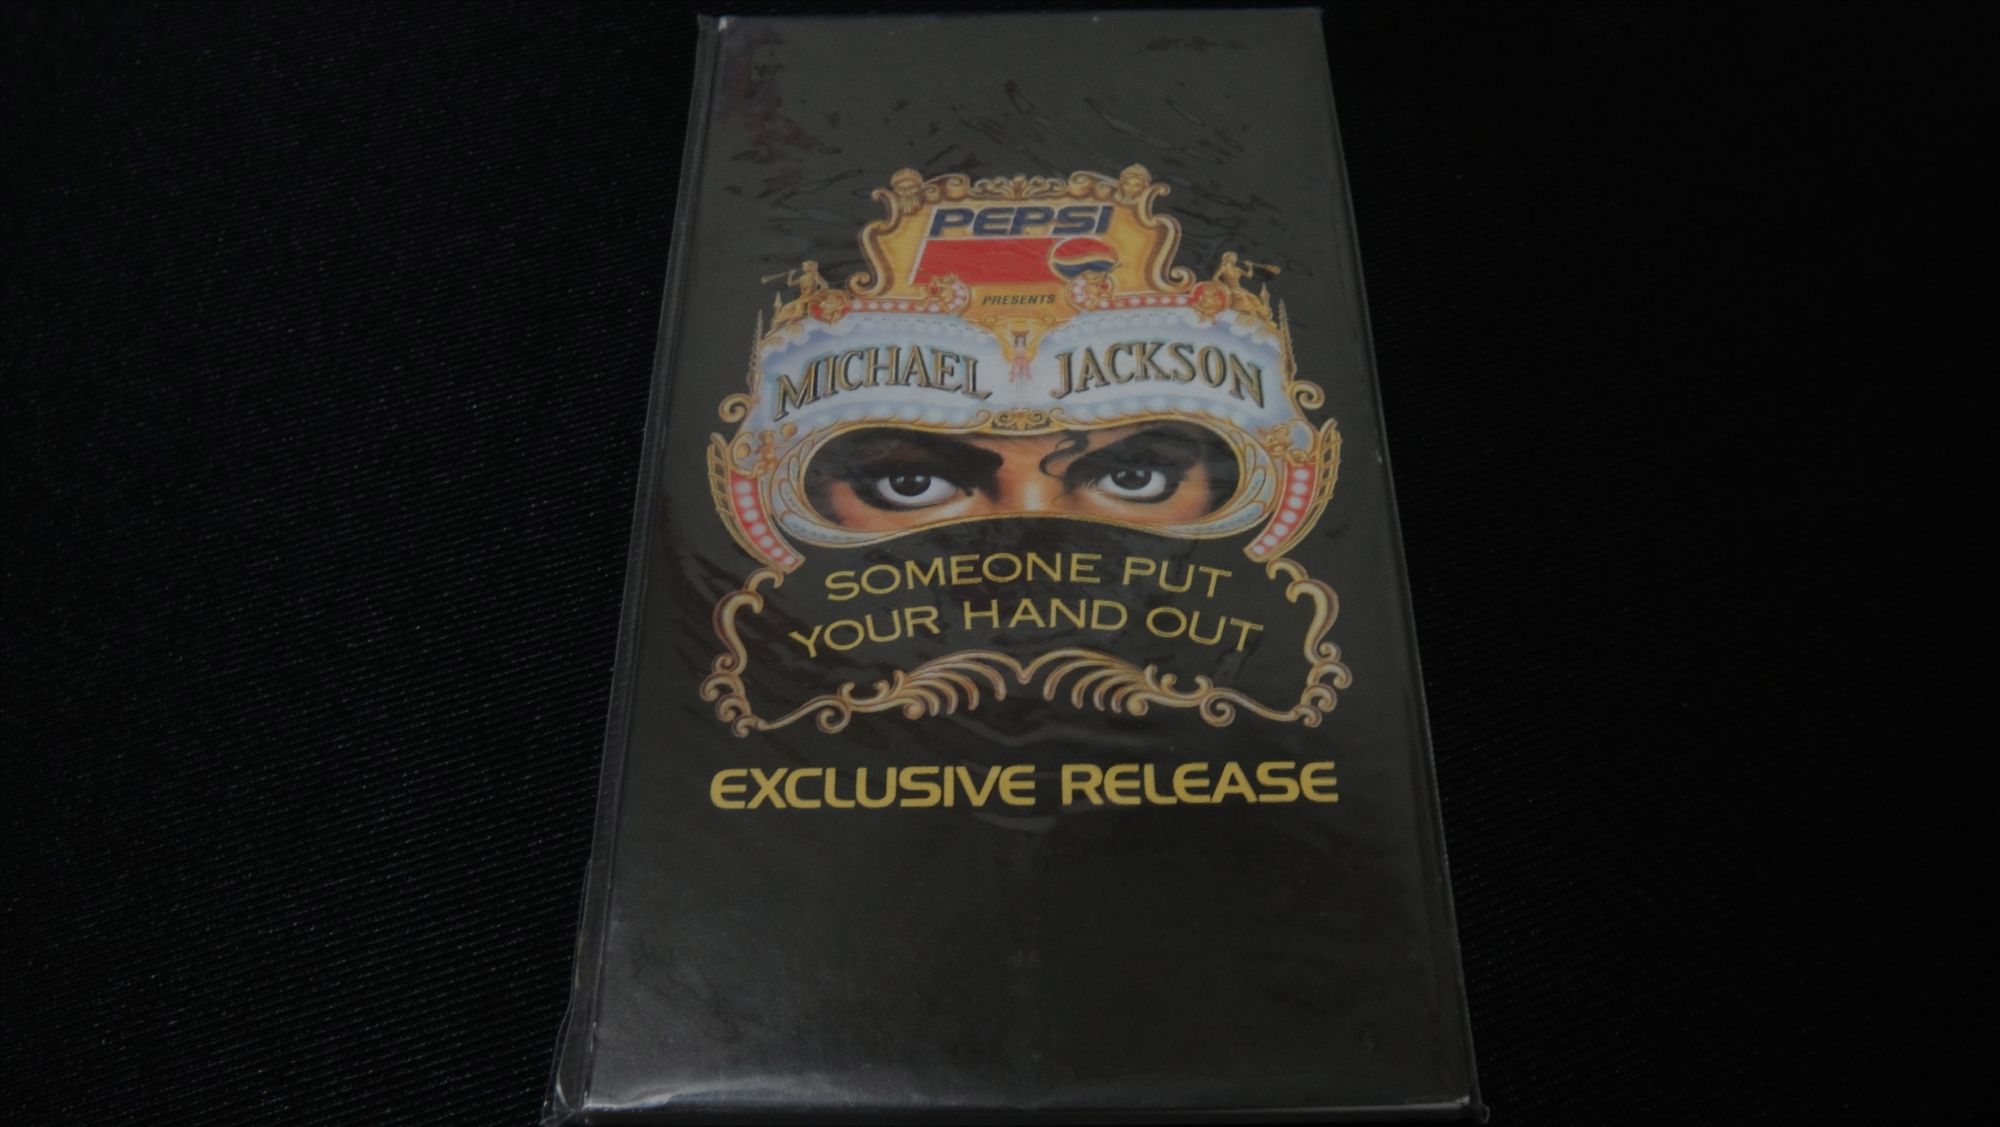 PEPSI
PRESENTS
MICHAEL JACKSON
SOMEONE PUT
YOUR HAND OUT
EXCLUSIVE RELEASE